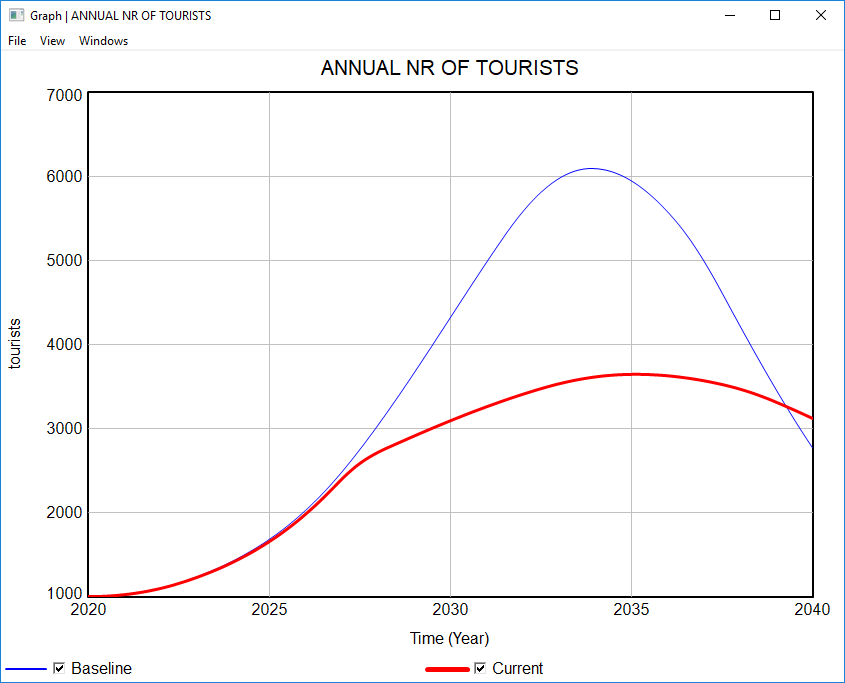 Graph | ANNUAL NR OF TOURISTS
File View Windows
ANNUAL NR OF TOURISTS
7000
6000
5000
4000
3000
2000
1000
tourists
2020 2025 2030 2035 2040
Time (Year)
Baseline Current